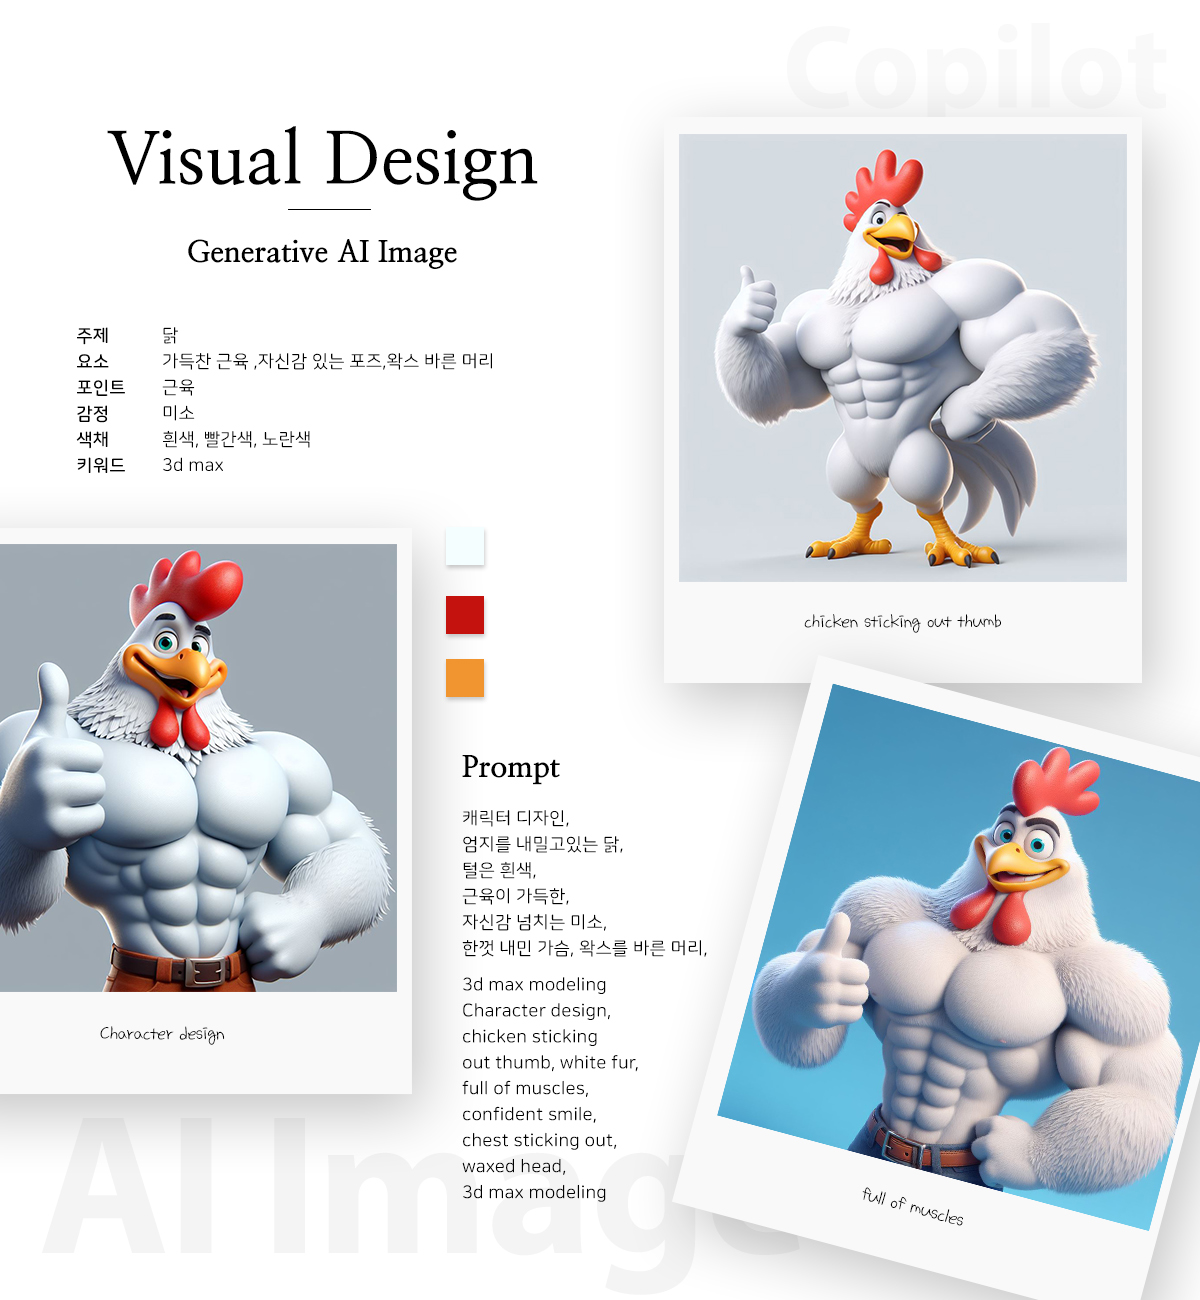 Copilot
Visual Design
Generative AI Image
주제 닭
요소 가득찬 근육 ,자신감 있는 포즈,왁스 바른 머리
포인트 근육
감정 미소
색채 흰색, 빨간색, 노란색
키워드 3d max
chicken sticking out thumb
Character design
Prompt
캐릭터 디자인,
엄지를 내밀고있는 닭,
털은 흰색,
근육이 가득한,
자신감 넘치는 미소,
한껏 내민 가슴, 왁스를 바른 머리,
3d max modeling
Character design,
chicken sticking
out thumb, white fur,
full of muscles,
confident smile,
chest sticking out,
waxed head,
3d max modeling
full of muscles
AI Image